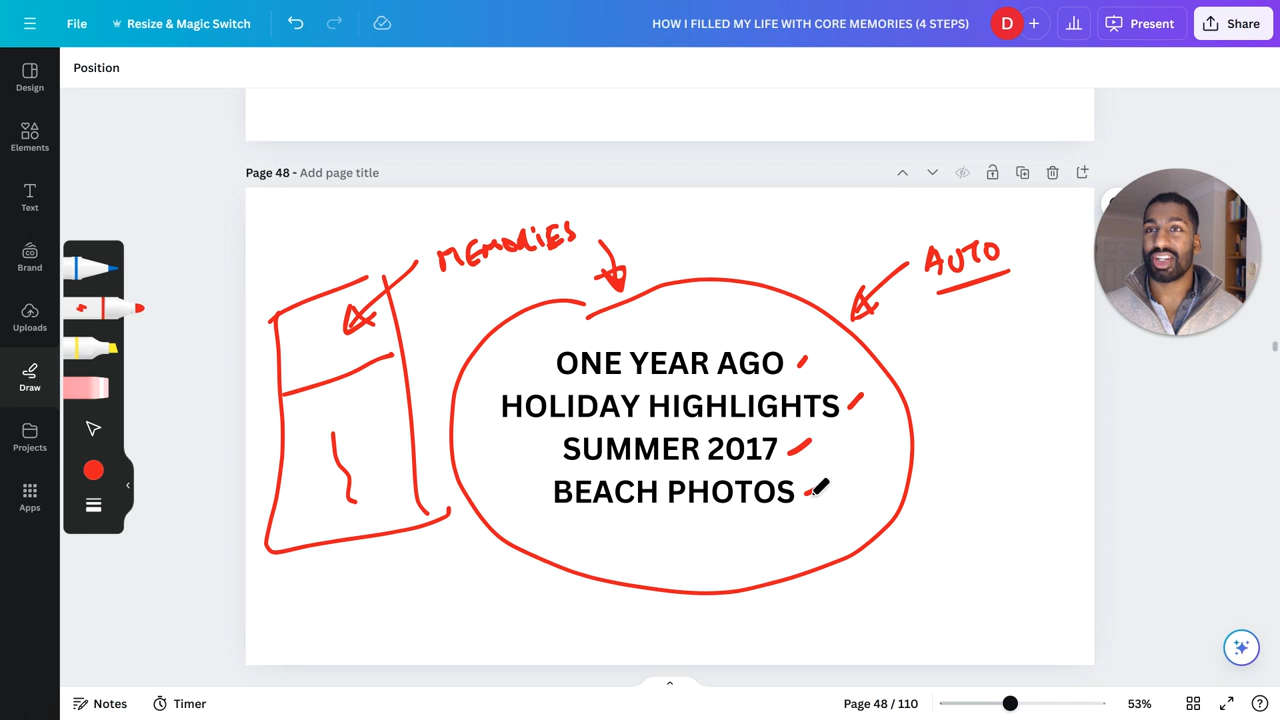 File
Resize & Magic Switch
HOW I FILLED MY LIFE WITH CORE MEMORIES (4 STEPS)
D
Present
Share
Design
Position
Elements
Text
Brand
Uploads
Draw
Projects
Apps
Page 48 - Add page title
MEMORIES
AUTO
ONE YEAR AGO
HOLIDAY HIGHLIGHTS
SUMMER 2017
BEACH PHOTOS
Notes
Timer
Page 48 / 110
53%